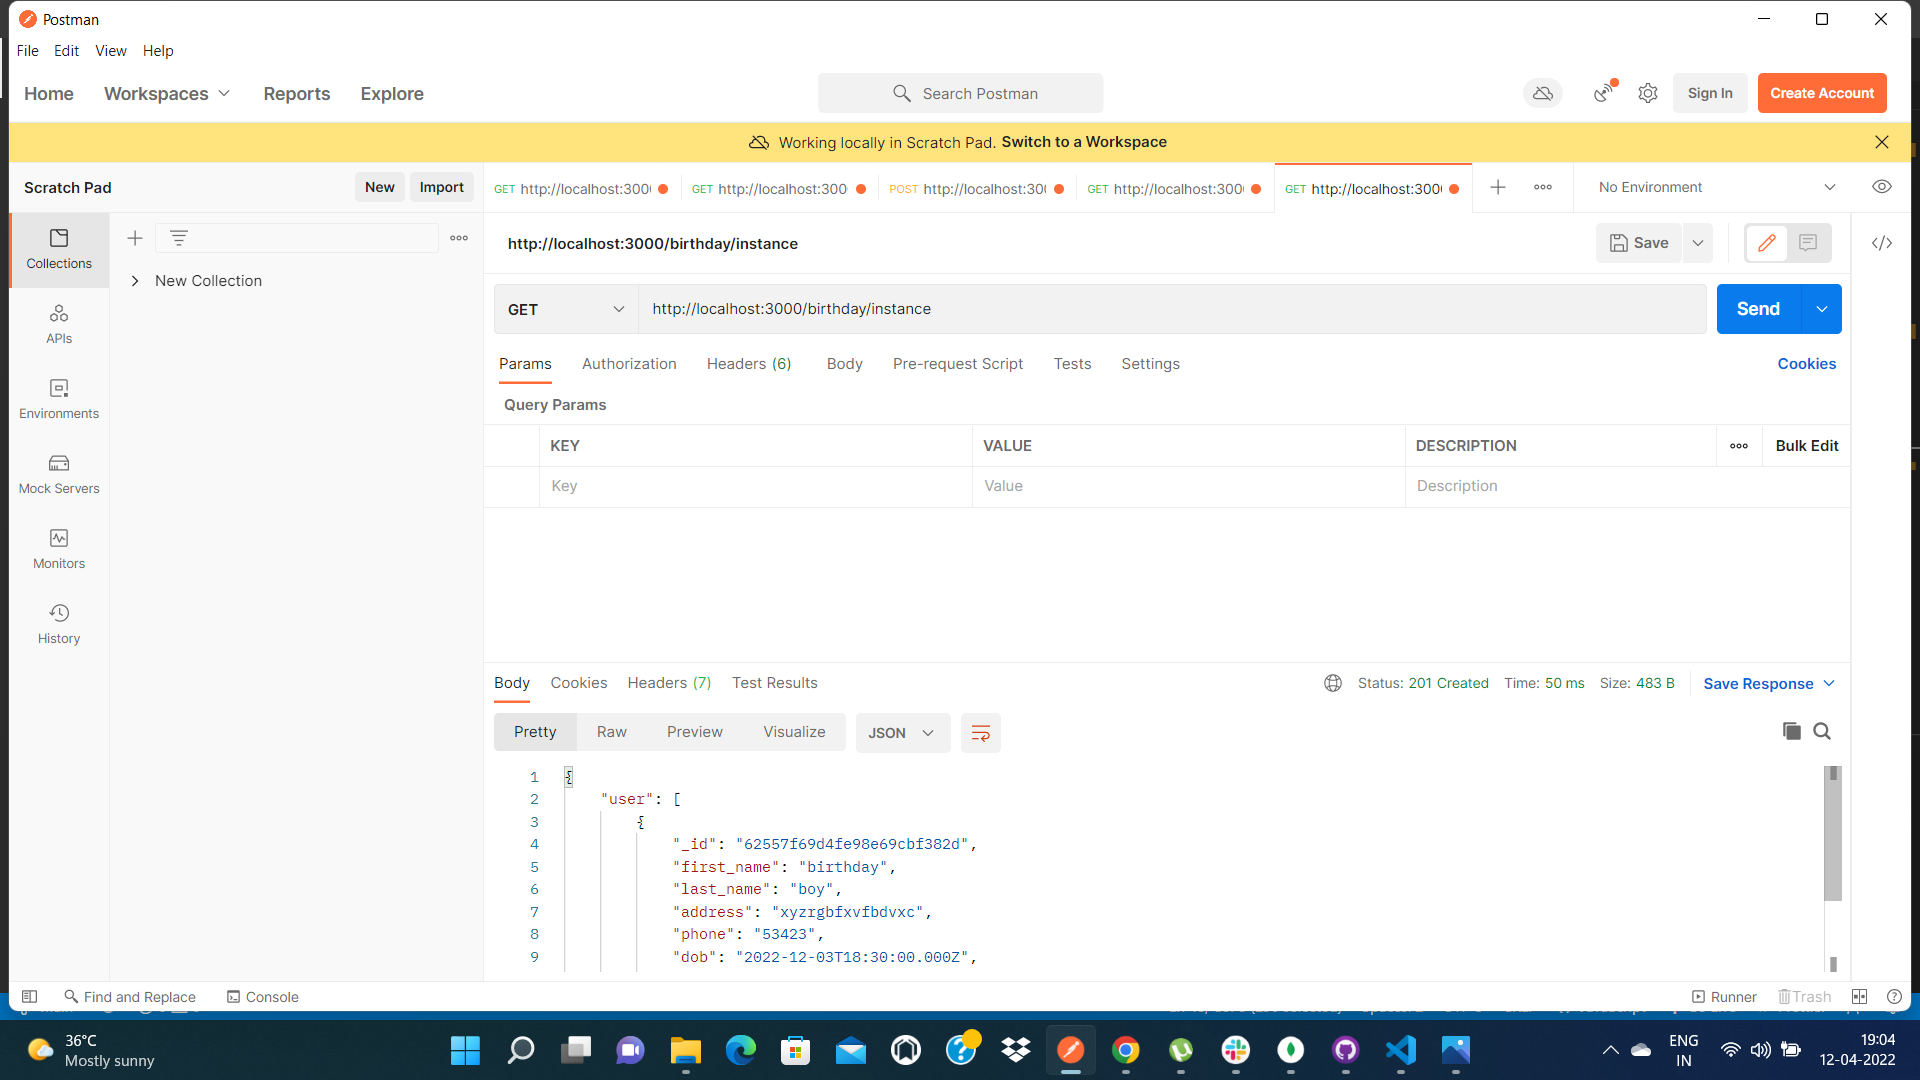 Postman
File Edit View Help
Home Workspaces Reports Explore
Search Postman
Sign In
Create Account
Working locally in Scratch Pad. Switch to a Workspace
Scratch Pad
New Import
GET http://localhost:300
GET http://localhost:300
POST http://localhost:300
GET http://localhost:300
GET http://localhost:300
No Environment
Collections
APIs
Environments
Mock Servers
Monitors
History
New Collection
http://localhost:3000/birthday/instance
Save
GET http://localhost:3000/birthday/instance
Send
Params Authorization Headers (6) Body Pre-request Script Tests Settings
Cookies
Query Params
KEY VALUE DESCRIPTION Bulk Edit
Key Value Description
Body Cookies Headers (7) Test Results
Status: 201 Created Time: 50 ms Size: 483 B
Save Response
Pretty Raw Preview Visualize JSON
1 {
2 "user": [
3 {
4 "_id": "62557f69d4fe98e69cbf382d",
5 "first_name": "birthday",
6 "last_name": "boy",
7 "address": "xyzrgbfxvfbdvxc",
8 "phone": "53423",
9 "dob": "2022-12-03T18:30:00.000Z",
Find and Replace Console
Runner Trash
36°C
Mostly sunny
ENG
IN
19:04
12-04-2022